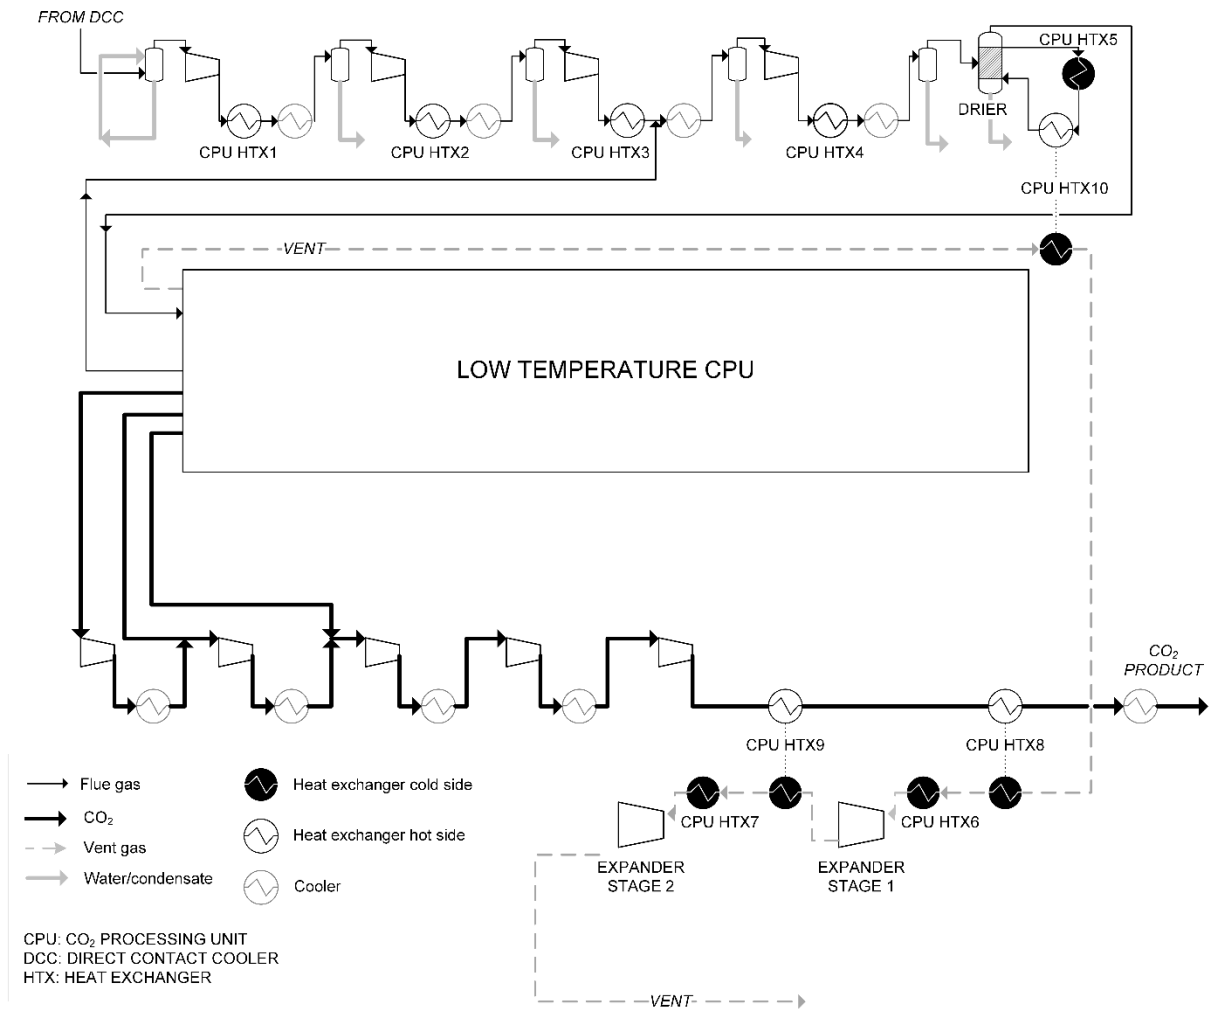 FROM DCC
CPU HTX5
DRIER
CPU HTX1
CPU HTX2
CPU HTX3
CPU HTX4
CPU HTX10
VENT
LOW TEMPERATURE CPU
CO2
PRODUCT
CPU HTX9
CPU HTX8
CPU HTX7
CPU HTX6
EXPANDER
STAGE 2
EXPANDER
STAGE 1
VENT
Flue gas
CO2
Vent gas
Water/condensate
Heat exchanger cold side
Heat exchanger hot side
Cooler
CPU: CO2 PROCESSING UNIT
DCC: DIRECT CONTACT COOLER
HTX: HEAT EXCHANGER